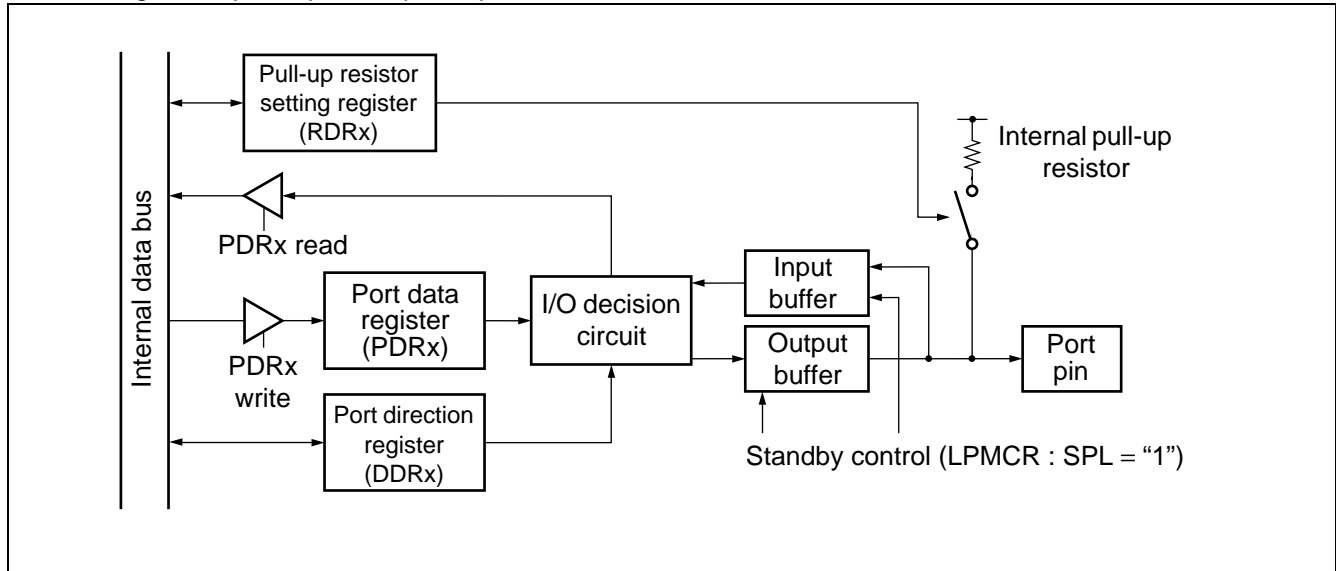 Pull-up resistor
setting register
(RDRx)
Internal pull-up
resistor
Internal data bus
PDRx read
Port data
register
(PDRx)
I/O decision
circuit
Input
buffer
Output
buffer
Port
pin
PDRx
write
Port direction
register
(DDRx)
Standby control (LPMCR : SPL = “1”)